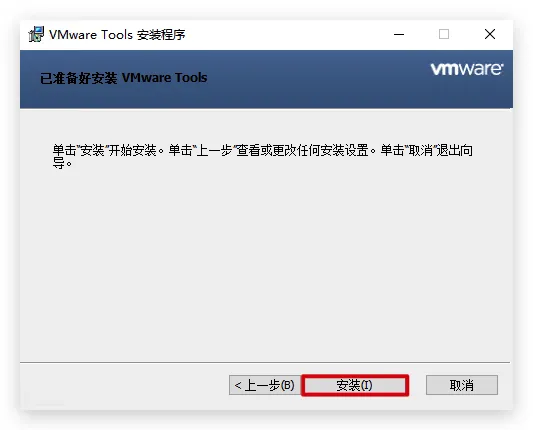 VMware Tools 安装程序
已准备好安装 VMware Tools
vmware
单击"安装"开始安装。单击"上一步"查看或更改任何安装设置。单击"取消"退出向
导。
< 上一步(B)
安装(I)
取消